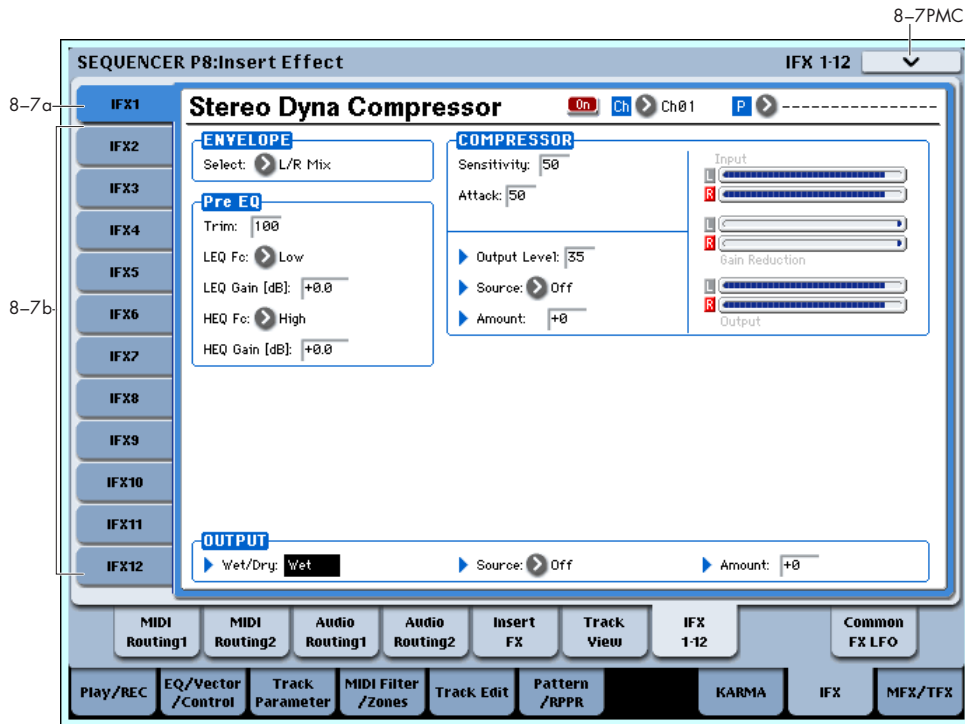 8-7PMC
SEQUENCER P8:Insert Effect IFX 1-12
8-7a
IFX1
Stereo Dyna Compressor On Ch Ch01 P ----------------
8-7b
IFX2
IFX3
IFX4
IFX5
IFX6
IFX7
IFX8
IFX9
IFX10
IFX11
IFX12
ENVELOPE
Select: L/R Mix
Pre EQ
Trim: 100
LEQ Fc: Low
LEQ Gain [dB]: +0.0
HEQ Fc: High
HEQ Gain [dB]: +0.0
COMPRESSOR
Sensitivity: 50
Attack: 50
Output Level: 35
Source: Off
Amount: +0
Input
L
R
L
R
Gain Reduction
L
R
Output
OUTPUT
Wet/Dry: Wet Source: Off Amount: +0
MIDI Routing1
MIDI Routing2
Audio Routing1
Audio Routing2
Insert FX
Track View
IFX 1-12
Common FX LFO
Play/REC
EQ/Vector /Control
Track Parameter
MIDI Filter /Zones
Track Edit
Pattern /RPPR
KARMA
IFX
MFX/TFX